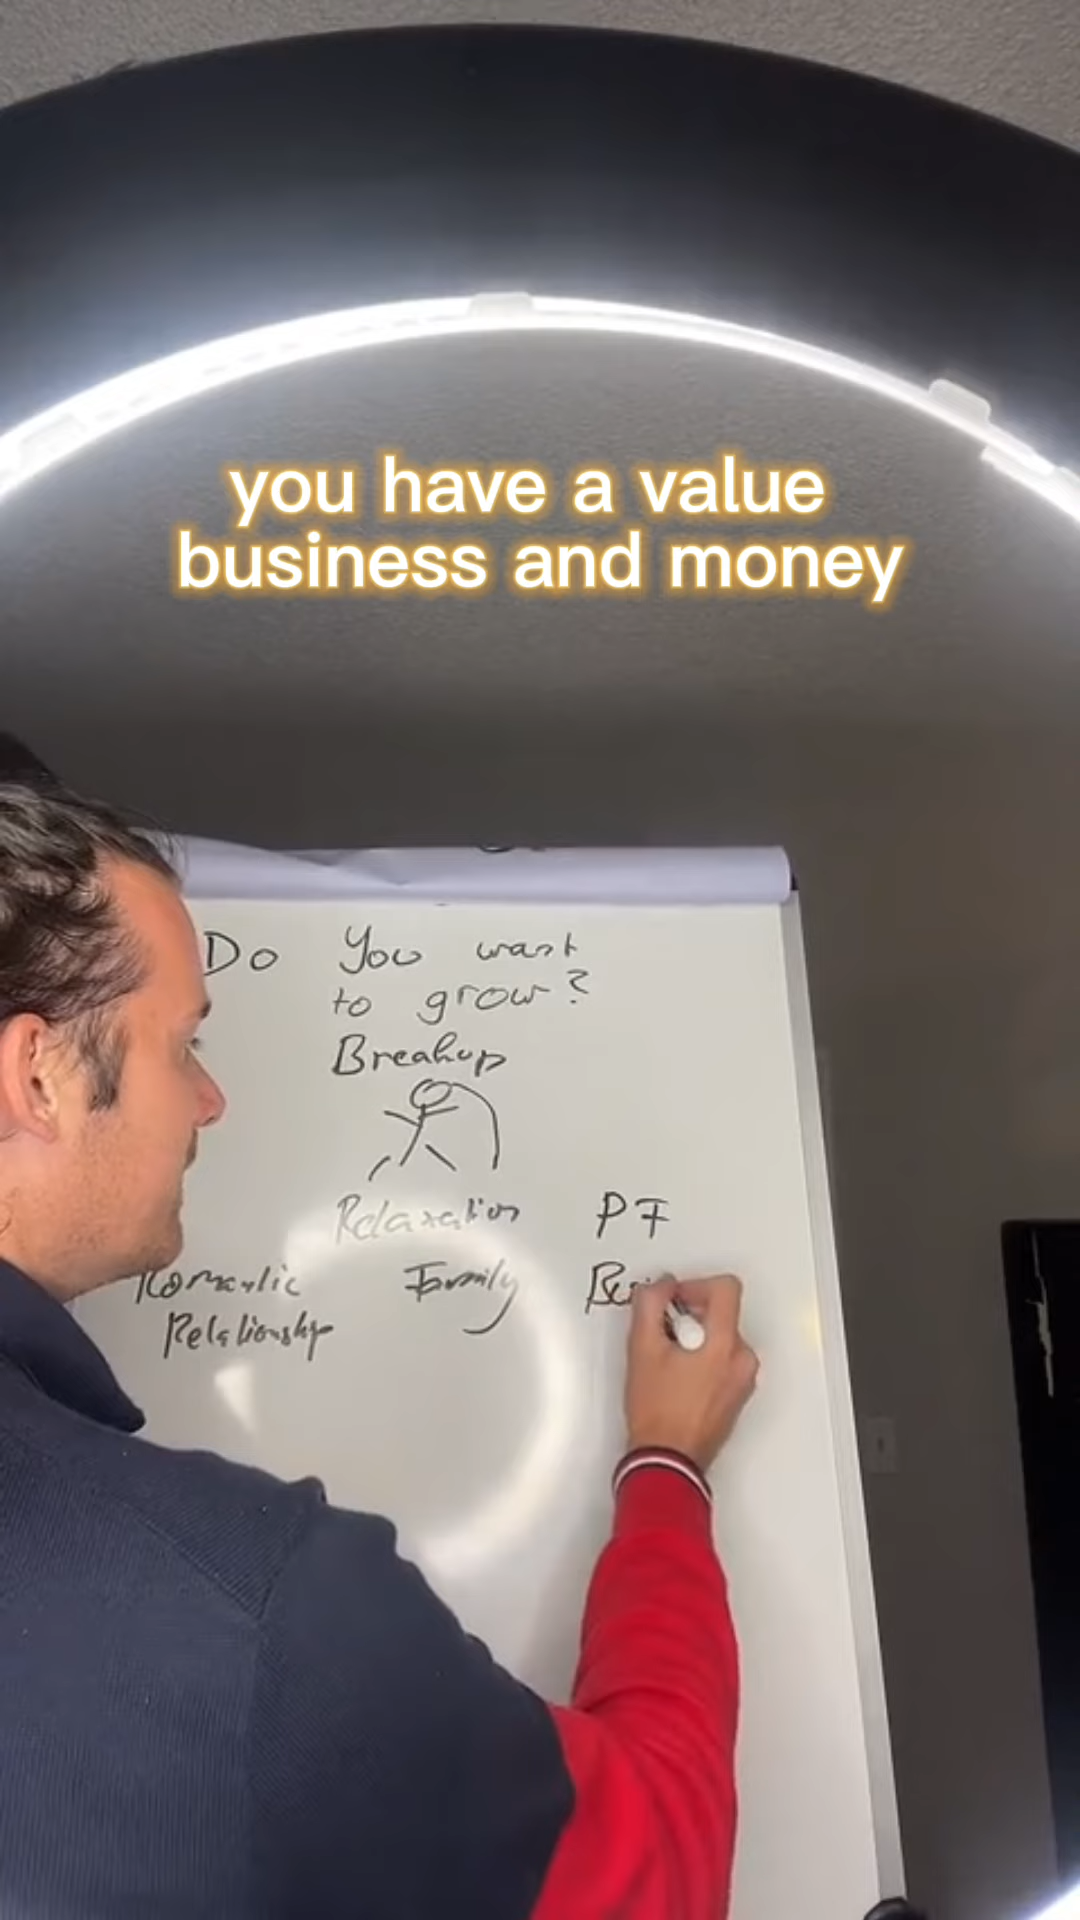 you have a value
business and money
Do You want
to grow?
Breakup
Relaxation PF
Romantic Family
Relationship